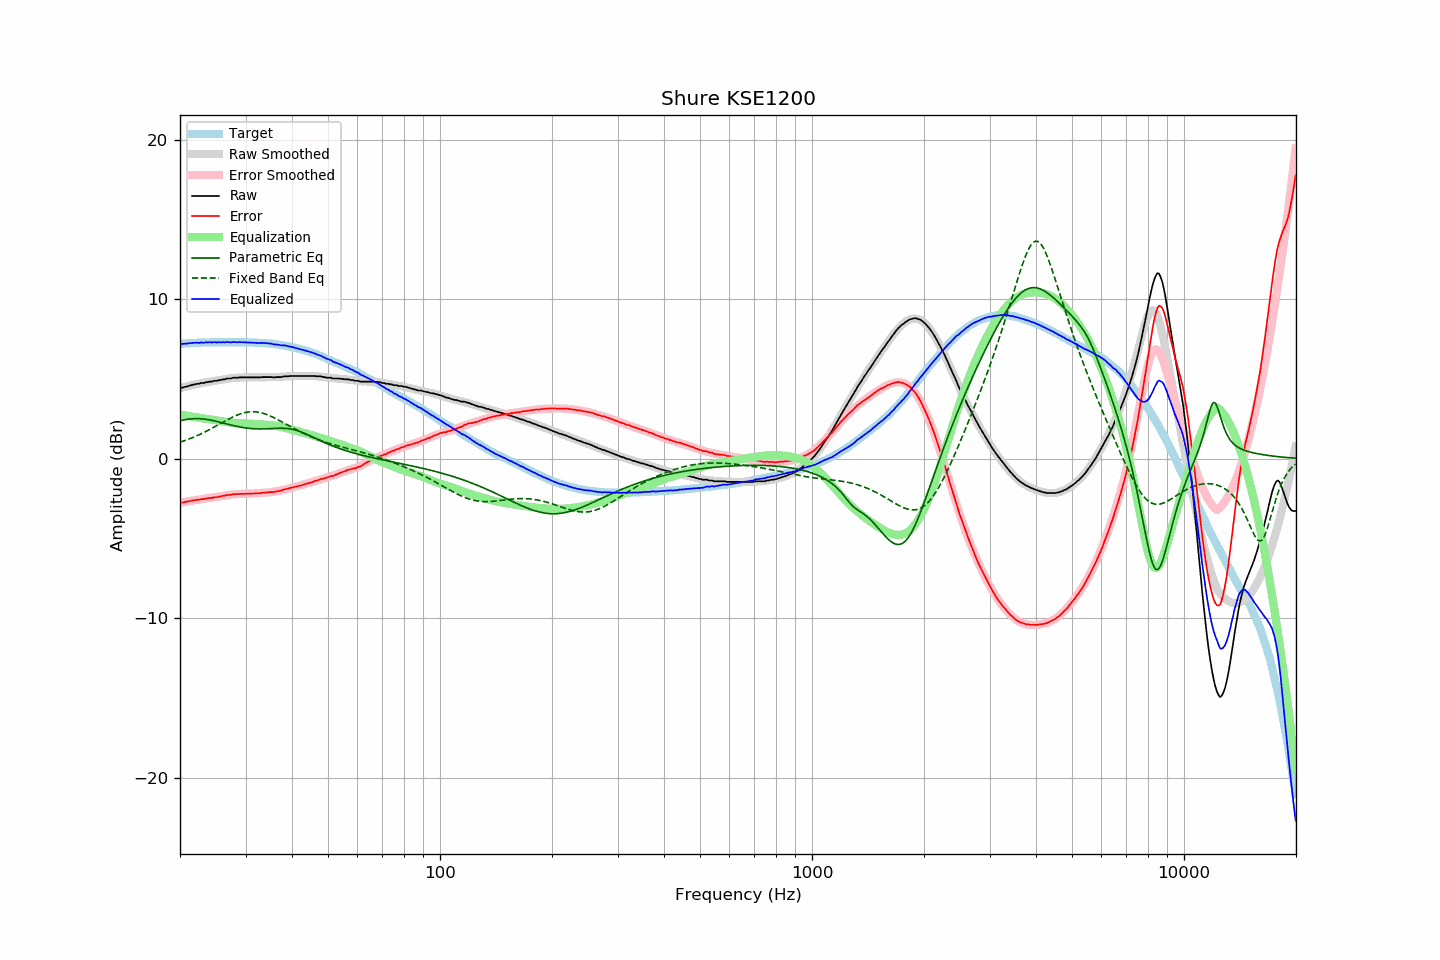 Shure KSE1200
Target
Raw Smoothed
Error Smoothed
Raw
Error
Equalization
Parametric Eq
Fixed Band Eq
Equalized
20
10
0
−10
−20
Amplitude (dBr)
100
1000
10000
Frequency (Hz)